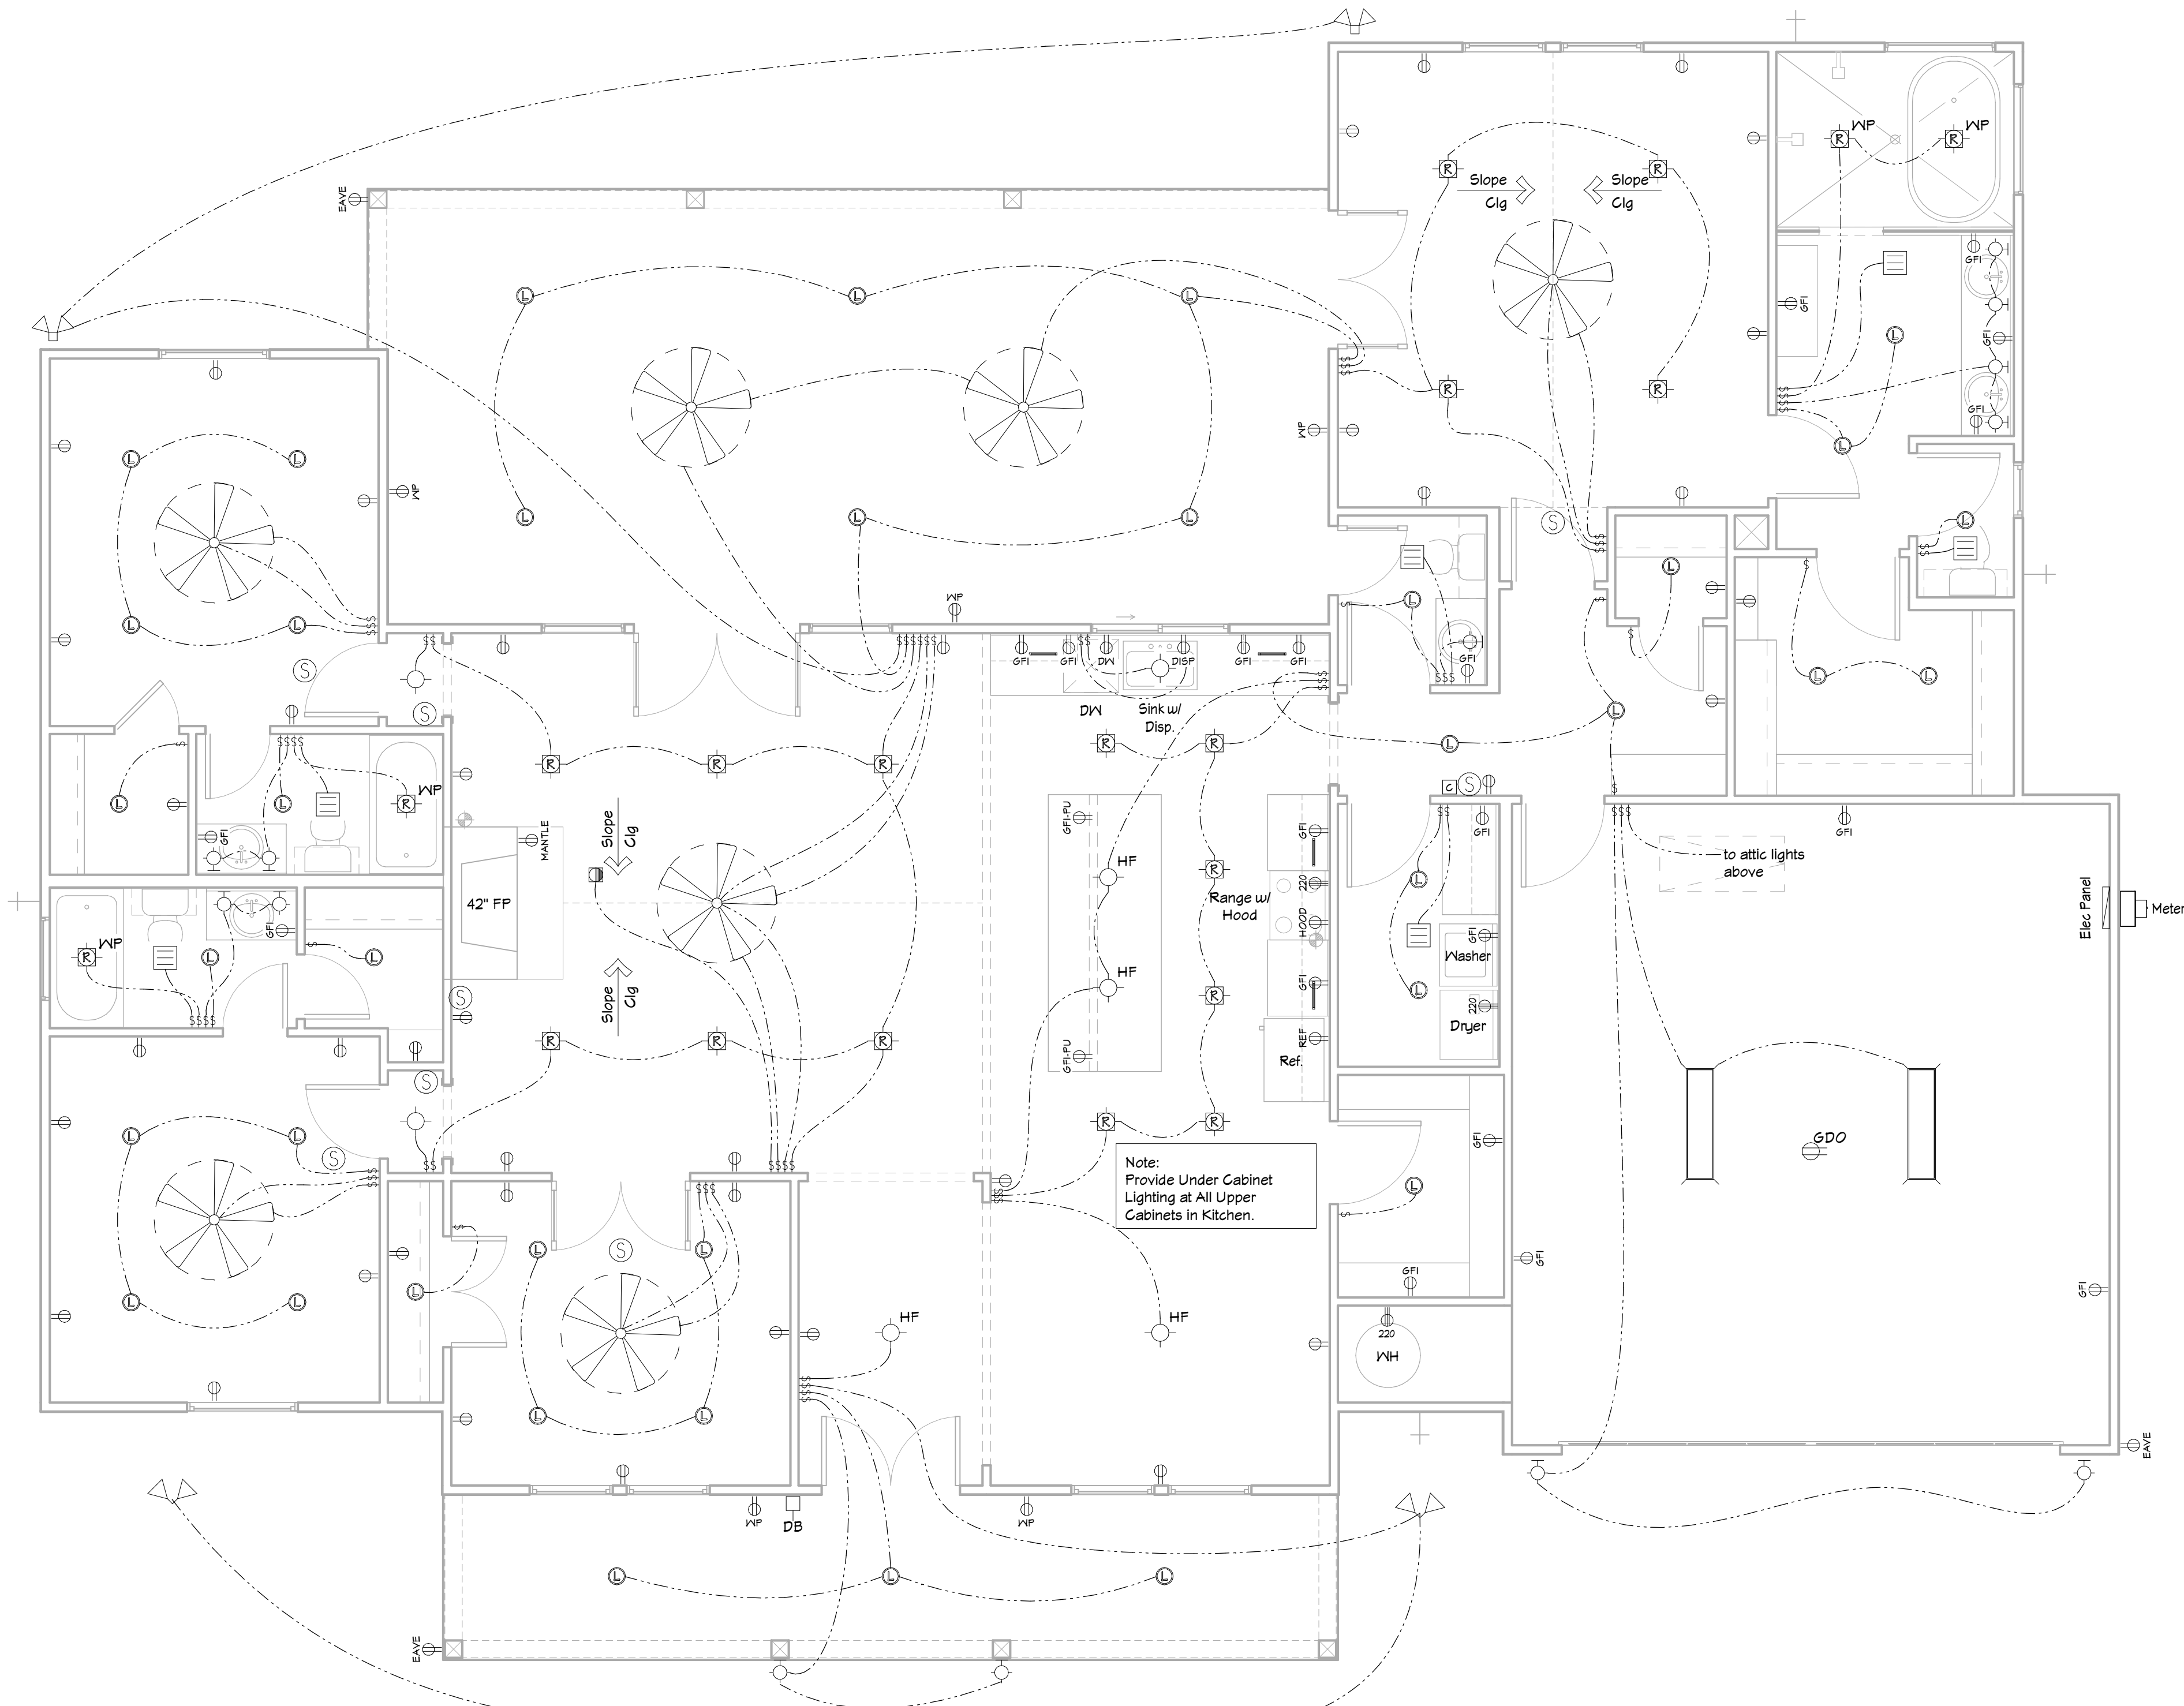 EAVE
Slope
Clg
Slope
Clg
R
R
WP
R
WP
R
GFI
GFI
GFI
GFI
L
L
L
L
R
R
WP
WP
L
L
L
L
L
L
L
L
S
L
L
L
L
WP
S
S
GFI
GFI
DW
DISP
GFI
GFI
GFI
L
L
L
L
DW
Sink w/
Disp.
R
R
R
R
R
L
L
L
L
R
WP
GFI
MANTLE
Slope
Clg
GFI-PU
HF
GFI
220
HOOD
GFI
REF
R
Range w/
Hood
C
S
GFI
GFI
to attic lights
above
42" FP
L
Elec Panel
Meter
R
WP
L
GFI
L
GFI
Washer
220
Dryer
L
S
Slope
Clg
HF
GFI-PU
R
Ref.
R
R
R
S
R
R
L
L
S
GDO
GFI
Note:
Provide Under Cabinet
Lighting at All Upper
Cabinets in Kitchen.
L
L
L
S
L
GFI
GFI
GFI
L
L
L
HF
HF
220
WH
L
L
EAVE
WP
DB
WP
L
L
L
EAVE